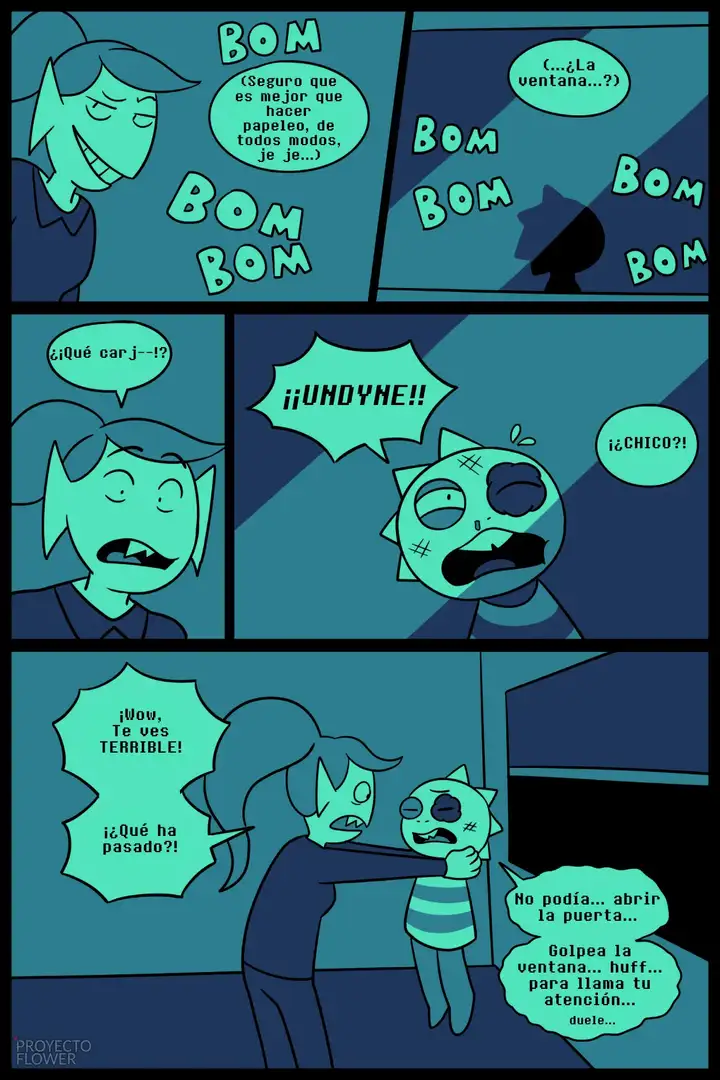 BOM
(Seguro que
es mejor que
hacer
papeleo, de
todos modos,
je je...)
BOM
BOM
BOM
(...¿La
ventana...?)
BOM
BOM
BOM
BOM
¿¡Qué carj--!?
¡¡UNDYNE!!
¡¿CHICO?!
¡Wow,
Te ves
TERRIBLE!
¡¿Qué ha
pasado?!
No podía... abrir
la puerta...
Golpea la
ventana... huff...
para llama tu
atención...
duele...
PROYECTO
FLOWER